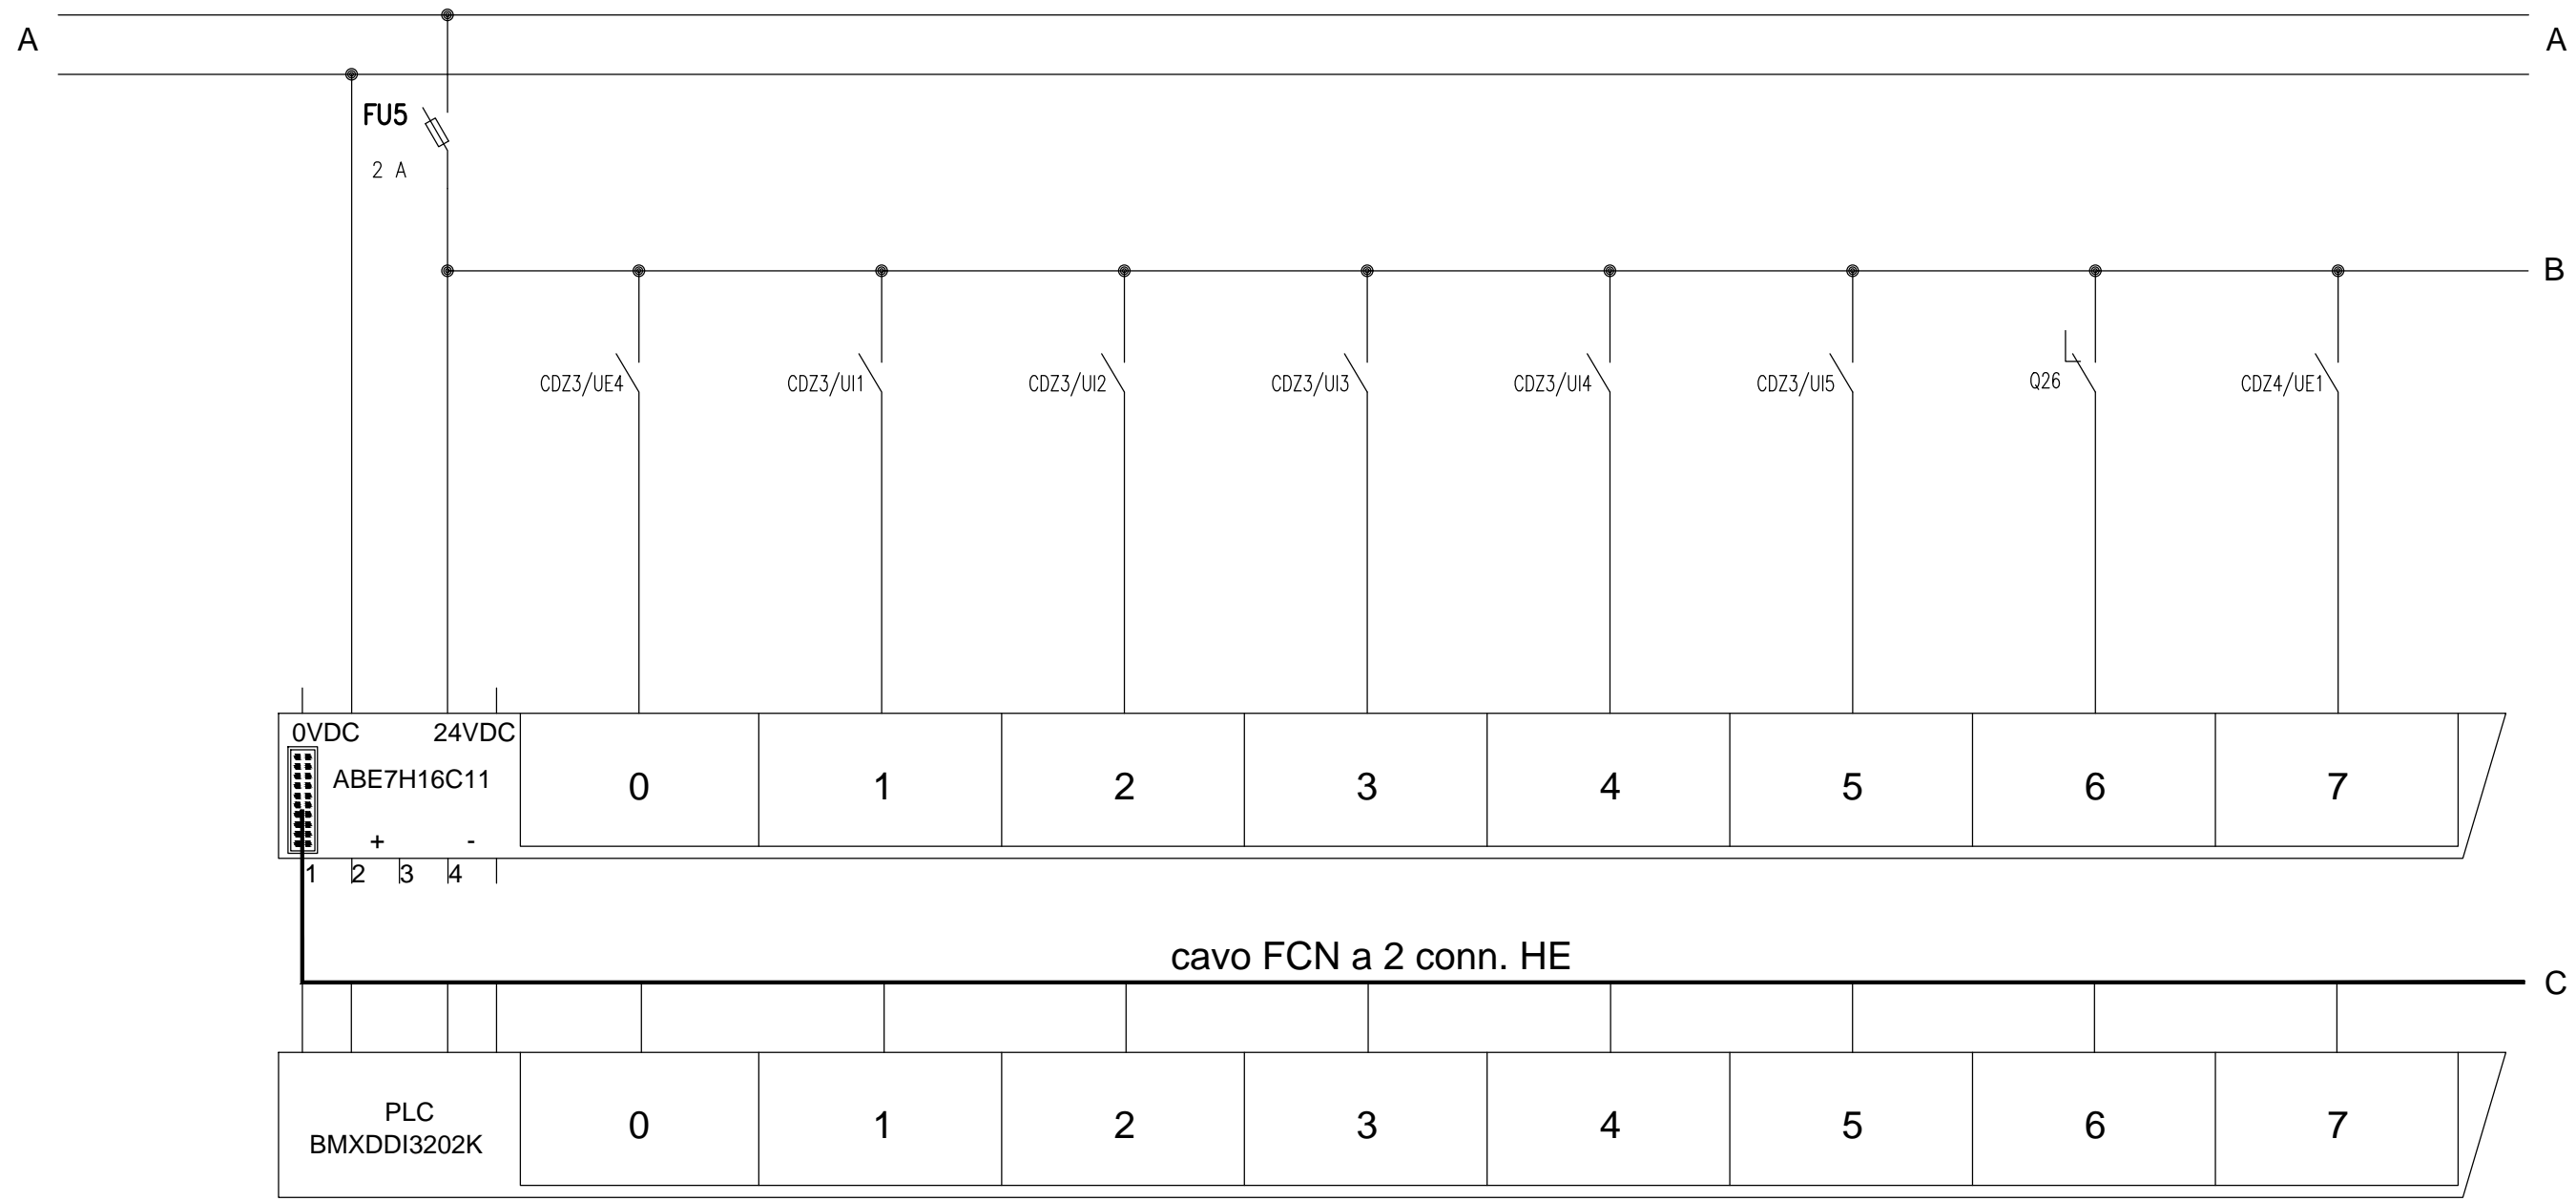 A
A
FU5
2 A
B
CDZ3/UE4
CDZ3/UI1
CDZ3/UI2
CDZ3/UI3
CDZ3/UI4
CDZ3/UI5
Q26
CDZ4/UE1
0VDC 24VDC
ABE7H16C11
0 1 2 3 4 5 6 7
+ -
1 2 3 4
cavo FCN a 2 conn. HE
C
PLC
BMXDDI3202K
0 1 2 3 4 5 6 7